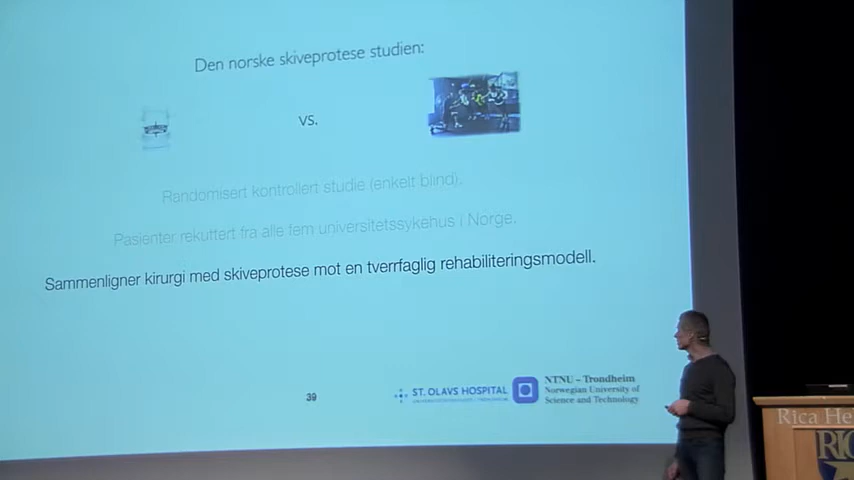 Den norske skiveprotese studien:
VS.
Randomisert kontrollert studie (enkelt blind).
Pasienter rekuttert fra alle fem universitetssykehus i Norge.
Sammenligner kirurgi med skiveprotese mot en tverrfaglig rehabiliteringsmodell.
39
ST. OLAVS HOSPITAL
NTNU – Trondheim
Norwegian University of
Science and Technology
Rica He
RIC